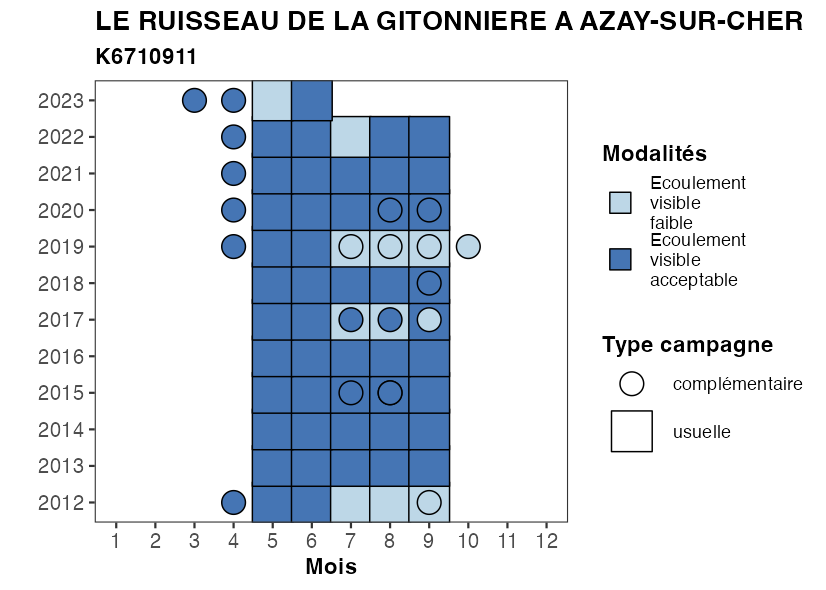 LE RUISSEAU DE LA GITONNIERE A AZAY-SUR-CHER
K6710911
2023
2022
2021
2020
2019
2018
2017
2016
2015
2014
2013
2012
1 2 3 4 5 6 7 8 9 10 11 12
Mois
Modalités
Ecoulement
visible
faible
Ecoulement
visible
acceptable
Type campagne
complémentaire
usuelle